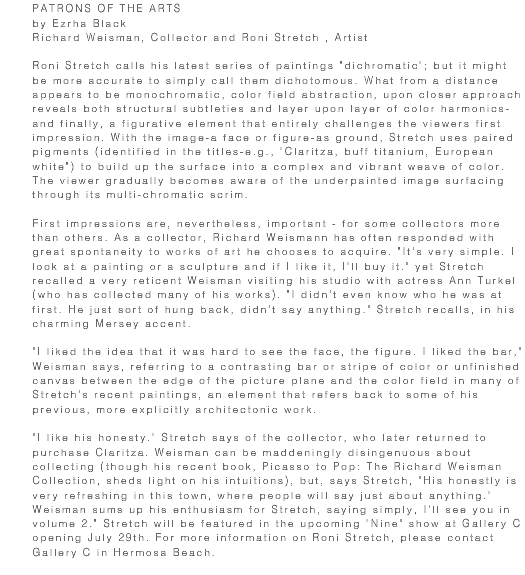 PATRONS OF THE ARTS
by Ezrha Black
Richard Weisman, Collector and Roni Stretch , Artist
Roni Stretch calls his latest series of paintings "dichromatic'; but it might
be more accurate to simply call them dichotomous. What from a distance
appears to be monochromatic, color field abstraction, upon closer approach
reveals both structural subtleties and layer upon layer of color harmonics-
and finally, a figurative element that entirely challenges the viewers first
impression. With the image-a face or figure-as ground, Stretch uses paired
pigments (identified in the titles-e.g., 'Claritza, buff titanium, European
white") to build up the surface into a complex and vibrant weave of color.
The viewer gradually becomes aware of the underpainted image surfacing
through its multi-chromatic scrim.
First impressions are, nevertheless, important - for some collectors more
than others. As a collector, Richard Weismann has often responded with
great spontaneity to works of art he chooses to acquire. "It's very simple. I
look at a painting or a sculpture and if I like it, I'll buy it." yet Stretch
recalled a very reticent Weisman visiting his studio with actress Ann Turkel
(who has collected many of his works). "I didn't even know who he was at
first. He just sort of hung back, didn't say anything." Stretch recalls, in his
charming Mersey accent.
"I liked the idea that it was hard to see the face, the figure. I liked the bar,"
Weisman says, referring to a contrasting bar or stripe of color or unfinished
canvas between the edge of the picture plane and the color field in many of
Stretch's recent paintings, an element that refers back to some of his
previous, more explicitly architectonic work.
"I like his honesty.' Stretch says of the collector, who later returned to
purchase Claritza. Weisman can be maddeningly disingenuous about
collecting (though his recent book, Picasso to Pop: The Richard Weisman
Collection, sheds light on his intuitions), but, says Stretch, "His honestly is
very refreshing in this town, where people will say just about anything.'
Weisman sums up his enthusiasm for Stretch, saying simply, I'll see you in
volume 2." Stretch will be featured in the upcoming 'Nine" show at Gallery C
opening July 29th. For more information on Roni Stretch, please contact
Gallery C in Hermosa Beach.